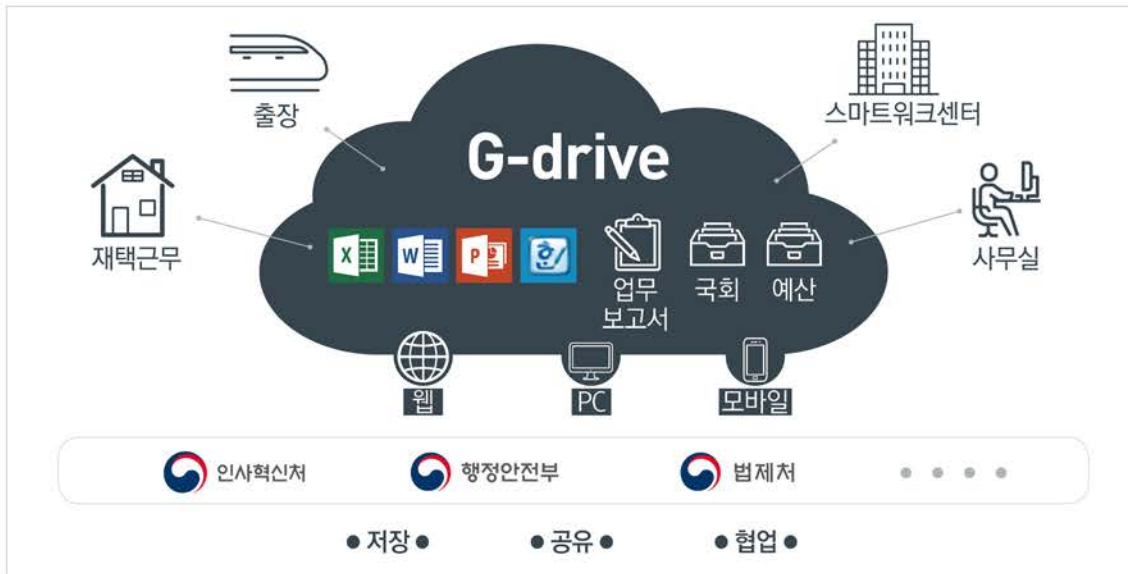 출장
스마트워크센터
G-drive
재택근무
사무실
X
W
P
업무
보고서
국회
예산
웹
PC
모바일
인사혁신처
행정안전부
법제처
저장
공유
협업